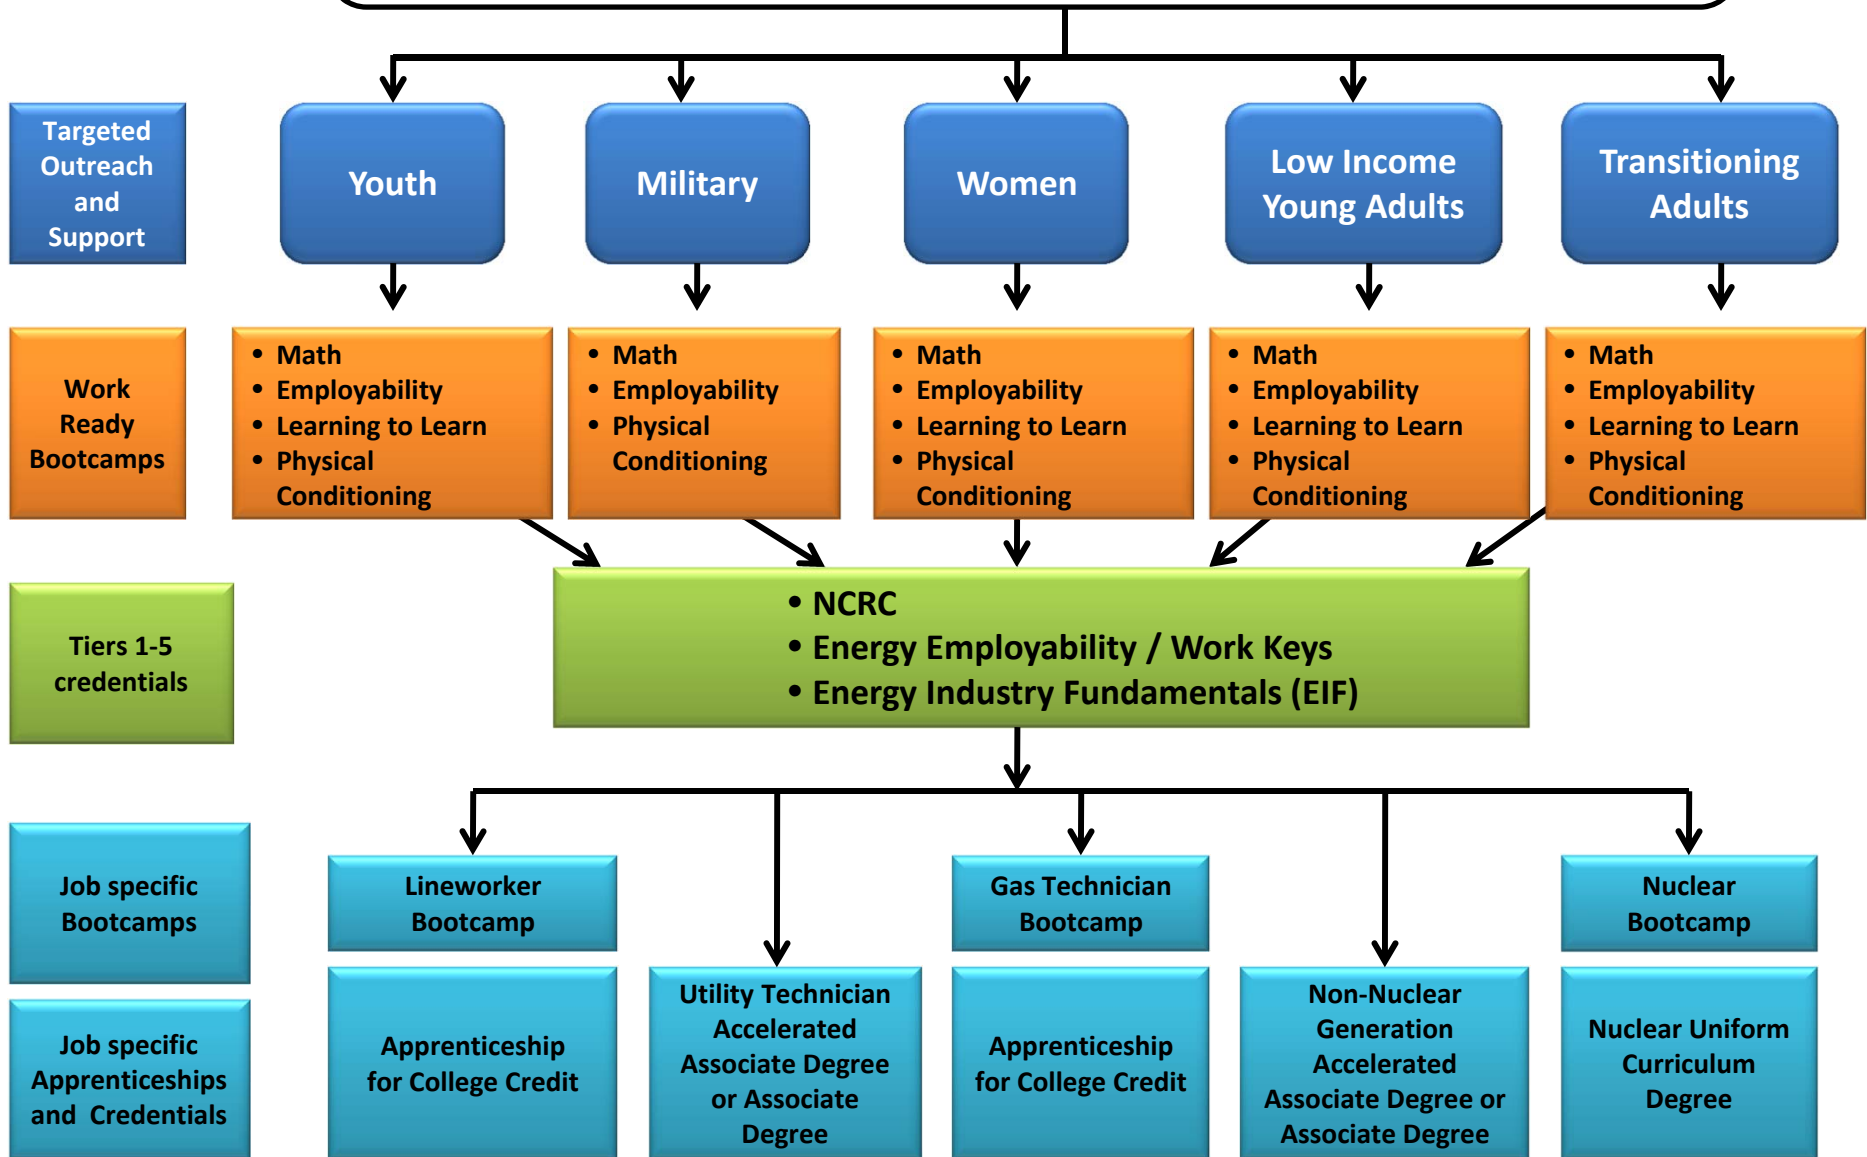 Targeted
Outreach
and
Support
Youth
Military
Women
Low Income
Young Adults
Transitioning
Adults
Work
Ready
Bootcamps
• Math
• Employability
• Learning to Learn
• Physical
Conditioning
• Math
• Employability
• Physical
Conditioning
• Math
• Employability
• Learning to Learn
• Physical
Conditioning
• Math
• Employability
• Learning to Learn
• Physical
Conditioning
• Math
• Employability
• Learning to Learn
• Physical
Conditioning
Tiers 1-5
credentials
• NCRC
• Energy Employability / Work Keys
• Energy Industry Fundamentals (EIF)
Job specific
Bootcamps
Lineworker
Bootcamp
Gas Technician
Bootcamp
Nuclear
Bootcamp
Job specific
Apprenticeships
and Credentials
Apprenticeship
for College Credit
Utility Technician
Accelerated
Associate Degree
or Associate
Degree
Apprenticeship
for College Credit
Non-Nuclear
Generation
Accelerated
Associate Degree or
Associate Degree
Nuclear Uniform
Curriculum
Degree